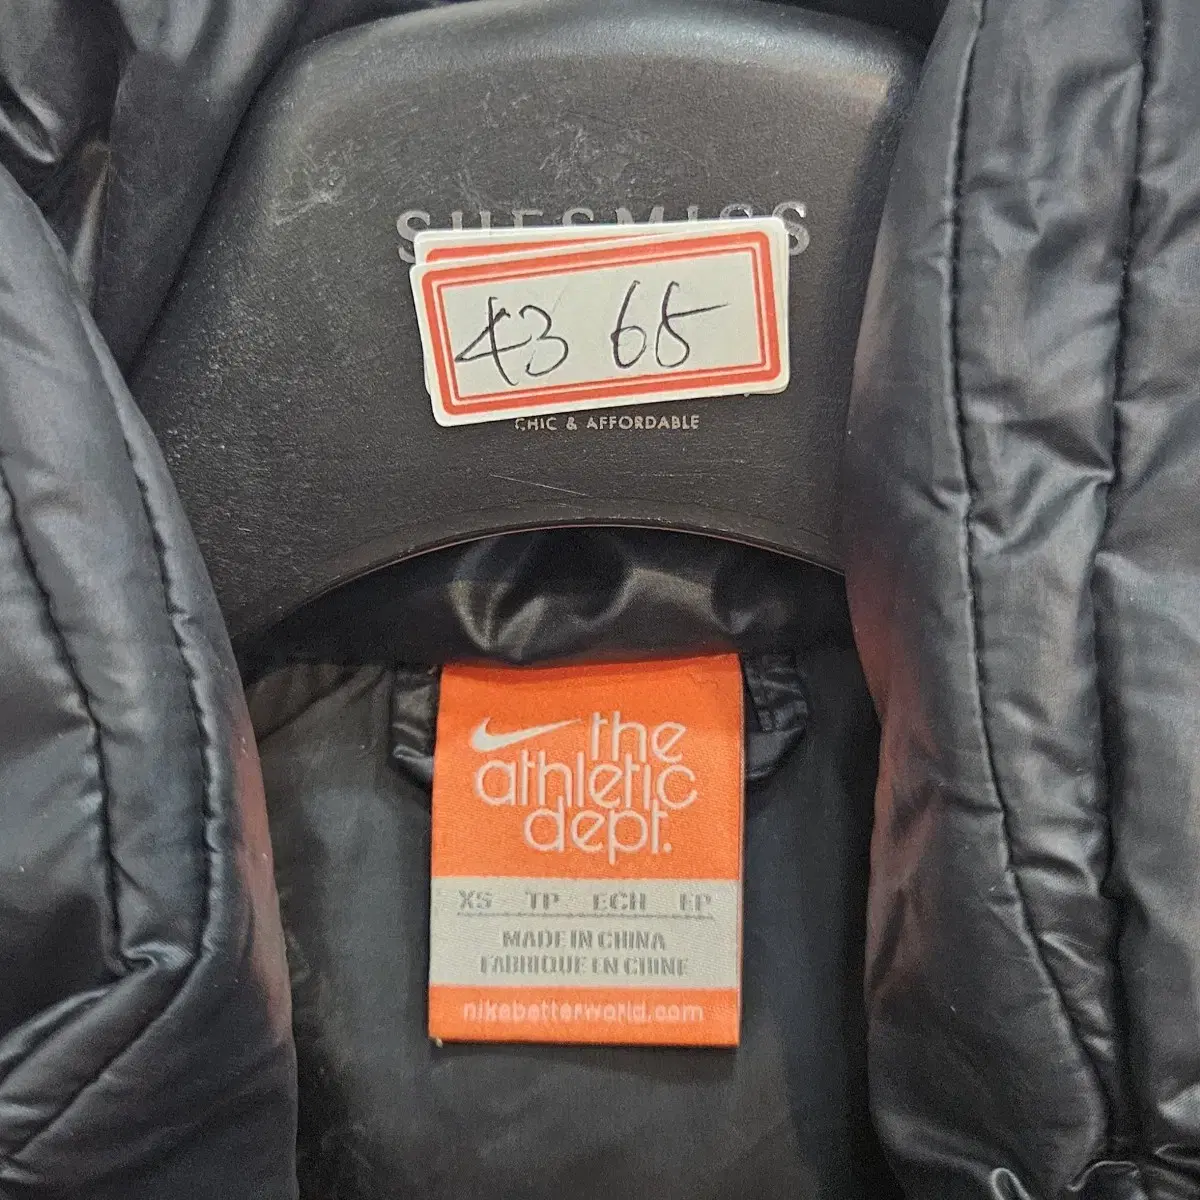 SHESMISS
43 65
CHIC & AFFORDABLE
the
athletic
dept.
XS TP ECH EP
MADE IN CHINA
FABRIQUE EN CHINE
nikebetterworld.com